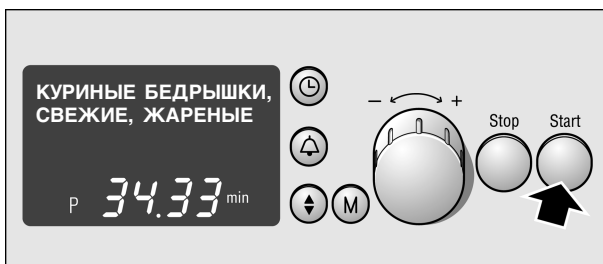 КУРИНЫЕ БЕДРЫШКИ,
СВЕЖИЕ, ЖАРЕНЫЕ
P 34.33 min
− +
Stop Start
M